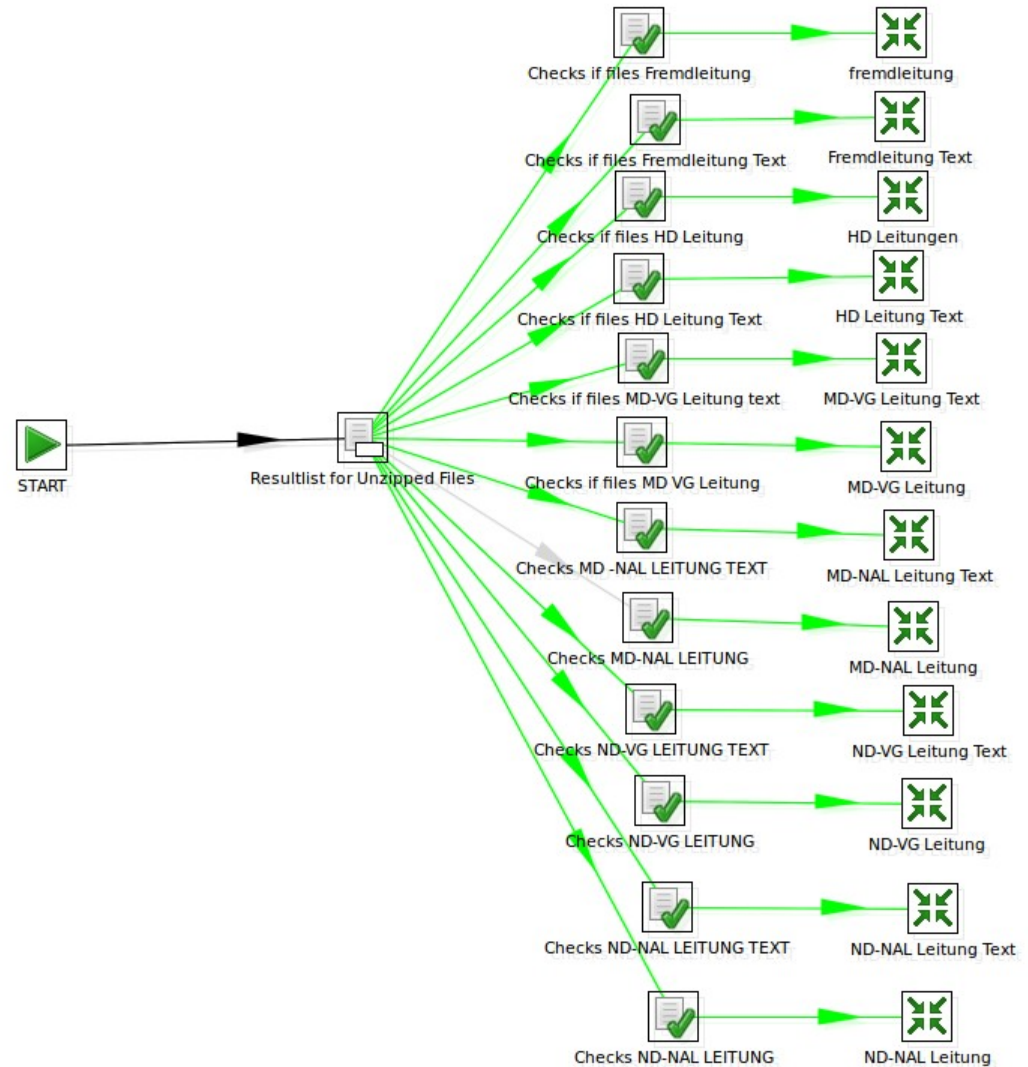 Checks if files Fremdleitung
fremdleitung
Checks if files Fremdleitung Text
Fremdleitung Text
Checks if files HD Leitung
HD Leitungen
Checks if files HD Leitung Text
HD Leitung Text
Checks if files MD-VG Leitung text
MD-VG Leitung Text
START
Resultlist for Unzipped Files
Checks if files MD VG Leitung
MD-VG Leitung
Checks MD -NAL LEITUNG TEXT
MD-NAL Leitung Text
Checks MD-NAL LEITUNG
MD-NAL Leitung
Checks ND-VG LEITUNG TEXT
ND-VG Leitung Text
Checks ND-VG LEITUNG
ND-VG Leitung
Checks ND-NAL LEITUNG TEXT
ND-NAL Leitung Text
Checks ND-NAL LEITUNG
ND-NAL Leitung